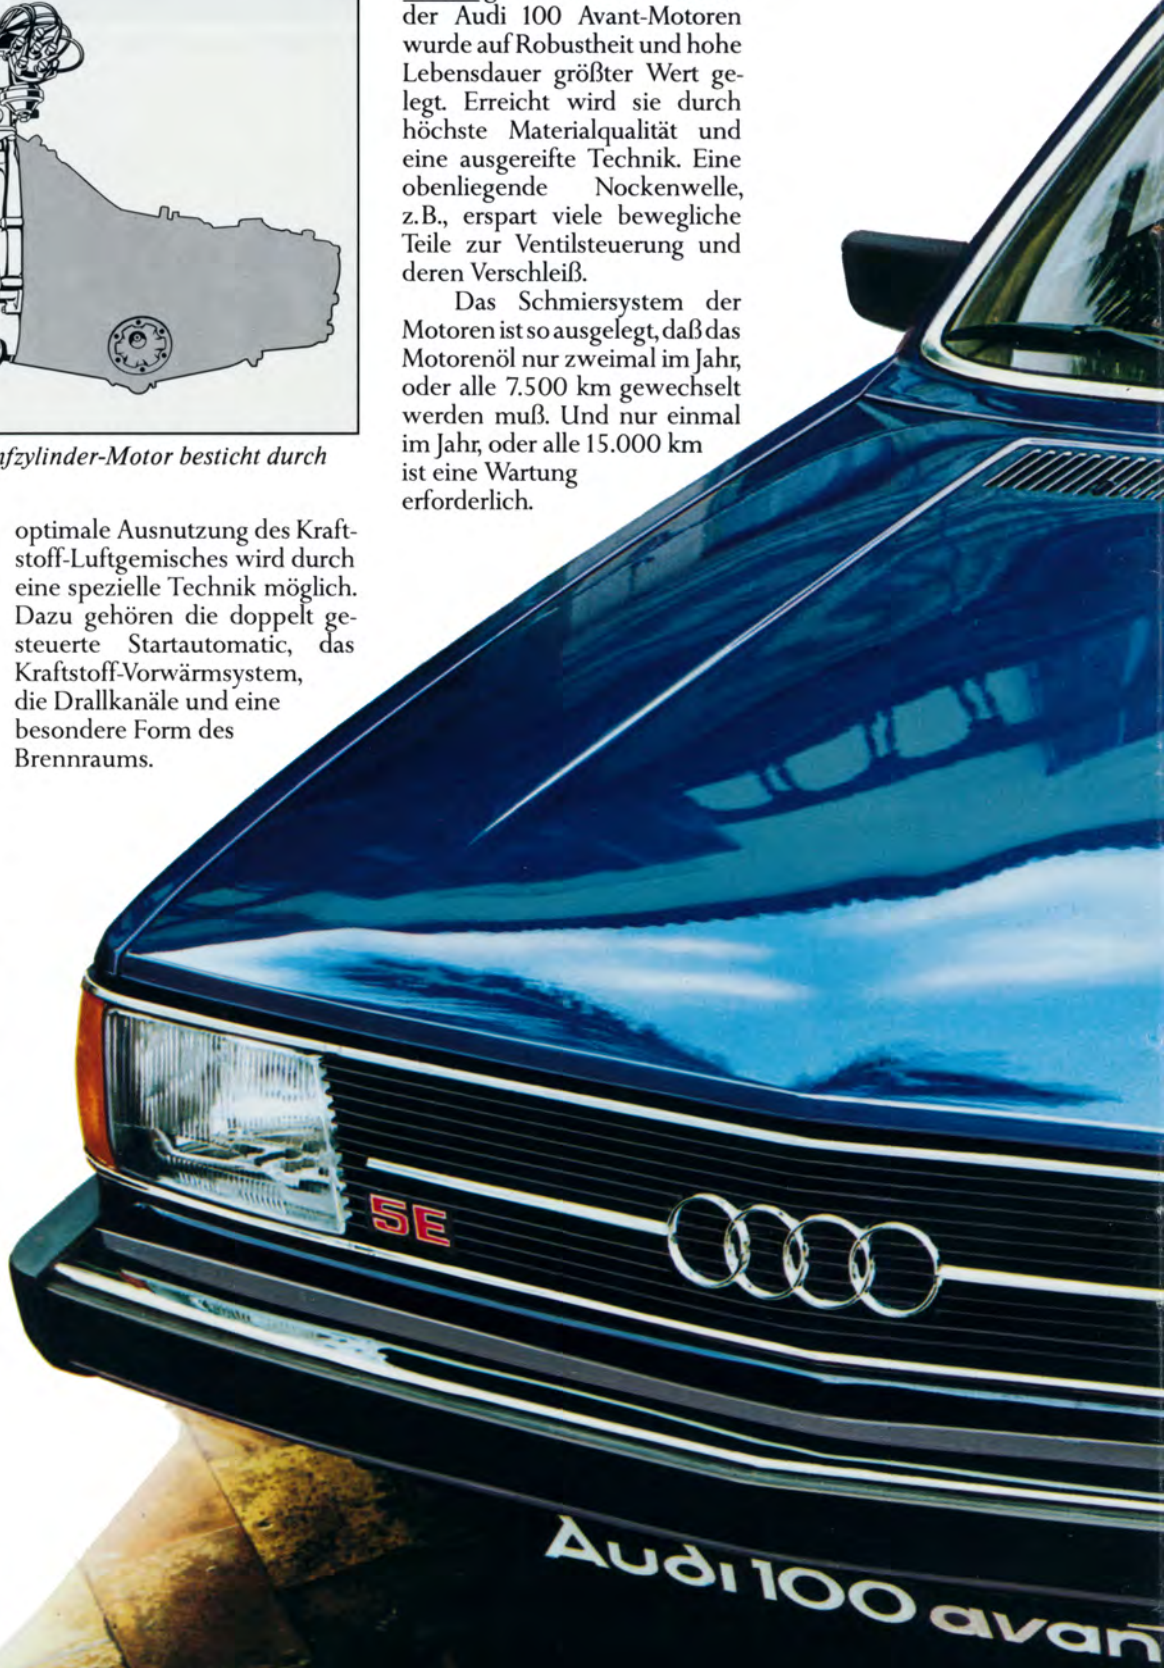 der Audi 100 Avant-Motoren
wurde auf Robustheit und hohe
Lebensdauer größter Wert ge-
legt. Erreicht wird sie durch
höchste Materialqualität und
eine ausgereifte Technik. Eine
obenliegende Nockenwelle,
z.B., erspart viele bewegliche
Teile zur Ventilsteuerung und
deren Verschleiß.
Das Schmiersystem der
Motoren ist so ausgelegt, daß das
Motorenöl nur zweimal im Jahr,
oder alle 7.500 km gewechselt
werden muß. Und nur einmal
im Jahr, oder alle 15.000 km
ist eine Wartung
erforderlich.
nfzylinder-Motor besticht durch
optimale Ausnutzung des Kraft-
stoff-Luftgemisches wird durch
eine spezielle Technik möglich.
Dazu gehören die doppelt ge-
steuerte Startautomatic, das
Kraftstoff-Vorwärmsystem,
die Drallkanäle und eine
besondere Form des
Brennraums.
5E
Audi 100 avant